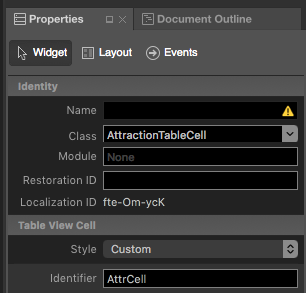 Properties Document Outline
Widget Layout Events
Identity
Name
Class AttractionTableCell
Module None
Restoration ID
Localization ID fte-Om-ycK
Table View Cell
Style Custom
Identifier AttrCell